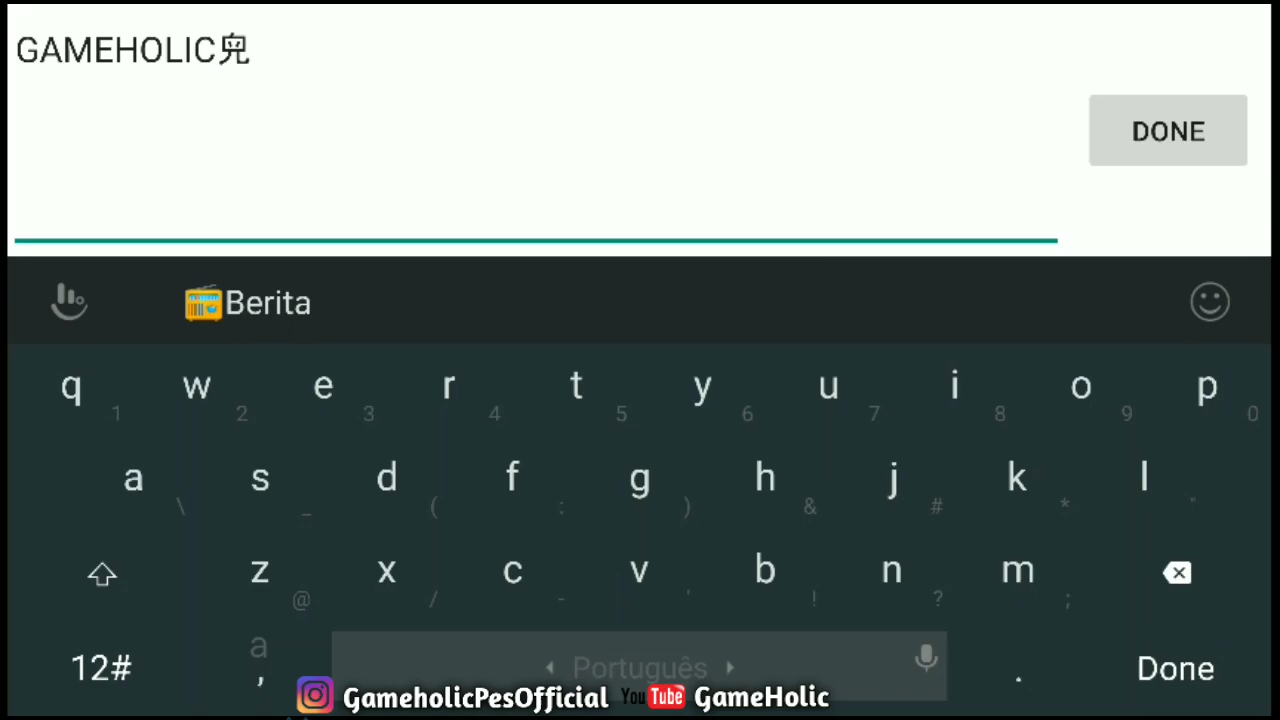 GAMEHOLIC兜
DONE
Berita
q w e r t y u i o p
1 2 3 4 5 6 7 8 9 0
a s d f g h j k l
\ _ ( : ) & # * "
z x c v b n m
@ / - ' ! ? ;
12# a , Português . Done
GameholicPesOfficial YouTube GameHolic